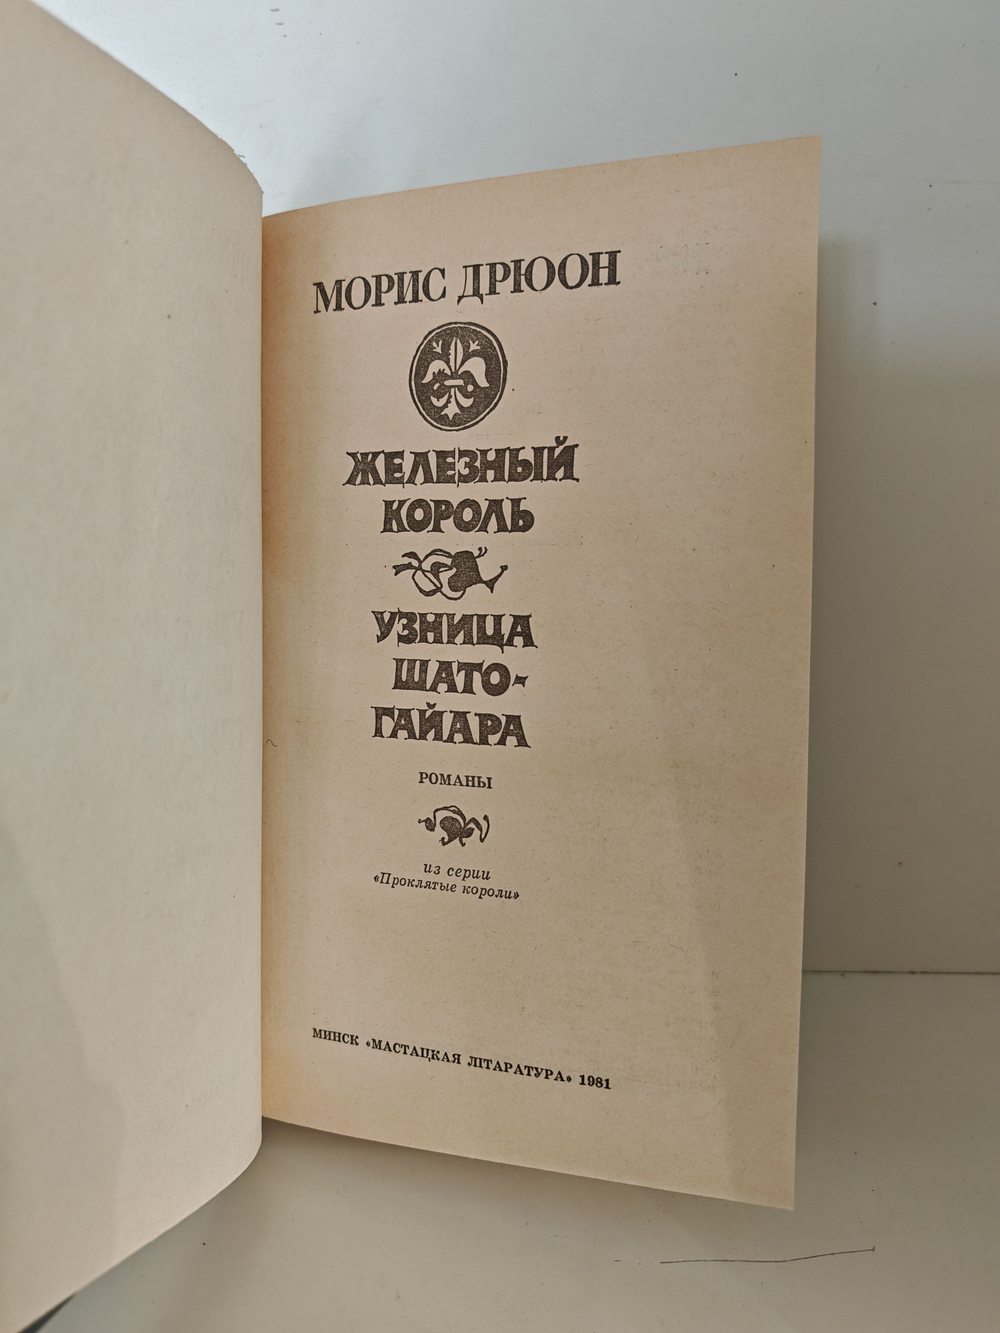 МОРИС ДРЮОН
ЖЕЛЕЗНЫЙ
КОРОЛЬ
УЗНИЦА
ШАТО-
ГАЙАРА
РОМАНЫ
из серии
«Проклятые короли»
МИНСК «МАСТАЦКАЯ ЛІТАРАТУРА» 1981